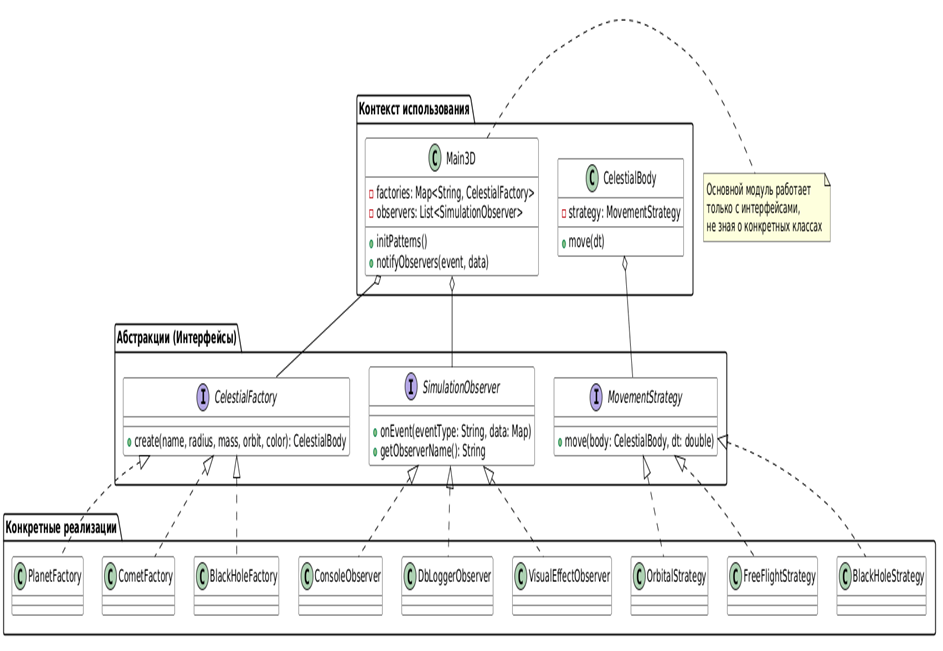 Контекст использования
C Main3D
factories: Map<String, CelestialFactory>
observers: List<SimulationObserver>
initPatterns()
notifyObservers(event, data)
C CelestialBody
strategy: MovementStrategy
move(dt)
Основной модуль работает
только с интерфейсами,
не зная о конкретных классах
Абстракции (Интерфейсы)
I CelestialFactory
create(name, radius, mass, orbit, color): CelestialBody
I SimulationObserver
onEvent(eventType: String, data: Map)
getObserverName(): String
I MovementStrategy
move(body: CelestialBody, dt: double)
Конкретные реализации
C PlanetFactory
C CometFactory
C BlackHoleFactory
C ConsoleObserver
C DbLoggerObserver
C VisualEffectObserver
C OrbitalStrategy
C FreeFlightStrategy
C BlackHoleStrategy